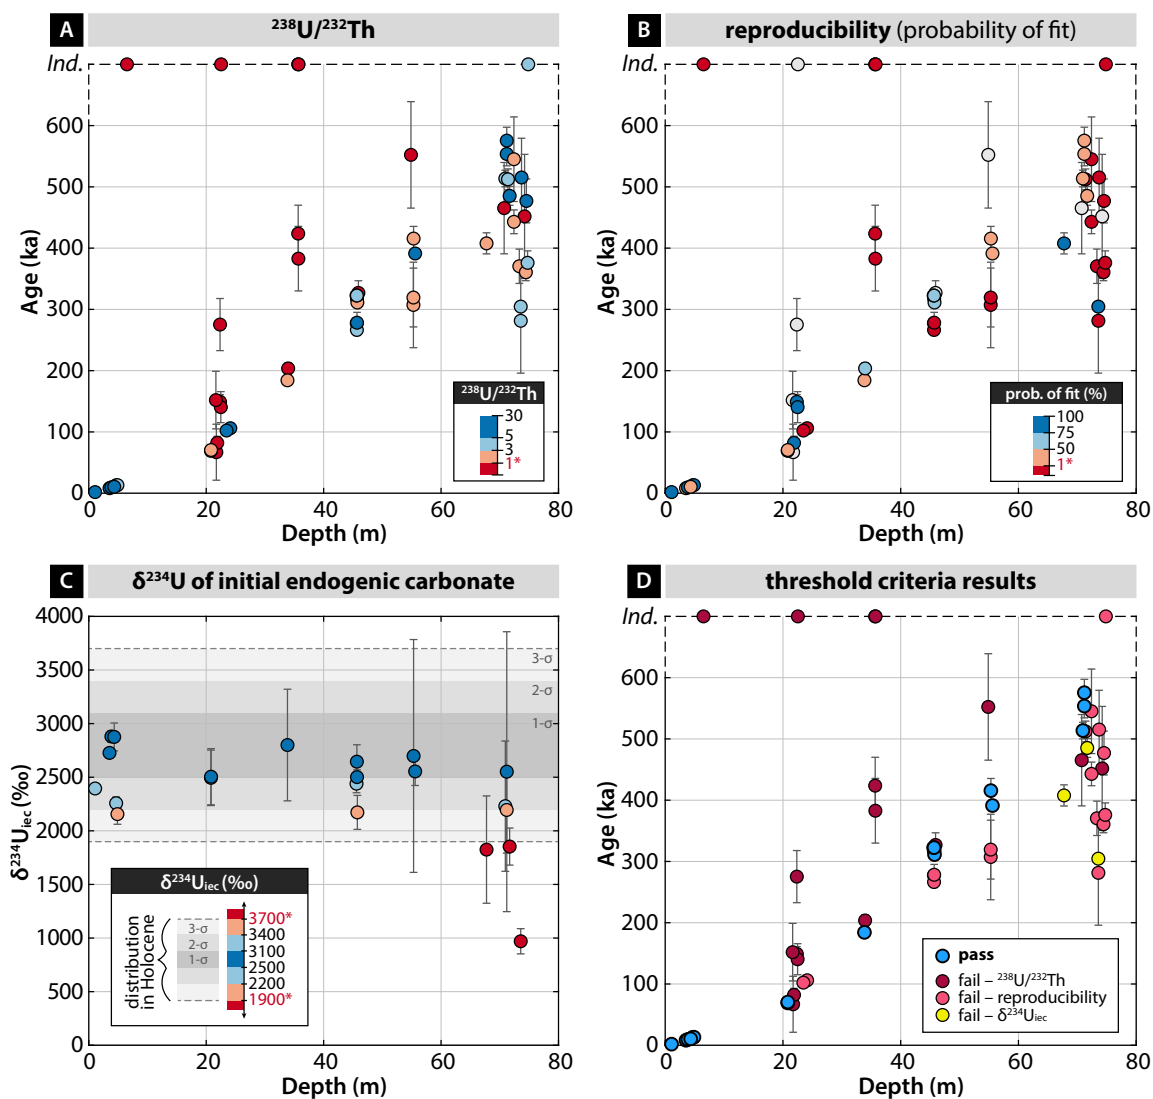 A
²³⁸U/²³²Th
Ind.
600
500
400
300
200
100
0
Age (ka)
0 20 40 60 80
Depth (m)
²³⁸U/²³²Th
30
5
3
1*
B
reproducibility (probability of fit)
Ind.
600
500
400
300
200
100
0
Age (ka)
0 20 40 60 80
Depth (m)
prob. of fit (%)
100
75
50
1*
C
δ²³⁴U of initial endogenic carbonate
4000
3500
3000
2500
2000
1500
1000
500
0
δ²³⁴Uiec (‰)
3-σ
2-σ
1-σ
0 20 40 60 80
Depth (m)
δ²³⁴Uiec (‰)
distribution
in Holocene
3-σ
2-σ
1-σ
3700*
3400
3100
2500
2200
1900*
D
threshold criteria results
Ind.
600
500
400
300
200
100
0
Age (ka)
0 20 40 60 80
Depth (m)
pass
fail – ²³⁸U/²³²Th
fail – reproducibility
fail – δ²³⁴Uiec